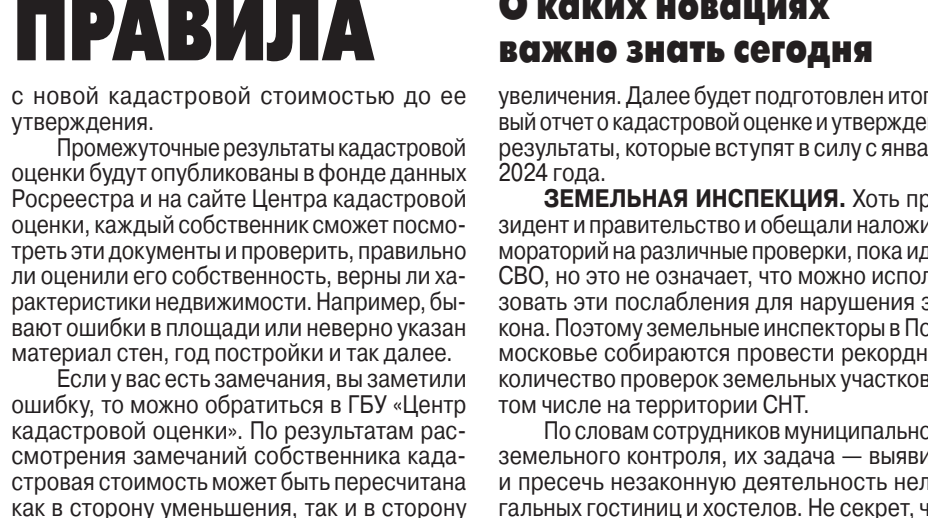 ПРАВИЛА
с новой кадастровой стоимостью до ее
утверждения.
Промежуточные результаты кадастровой
оценки будут опубликованы в фонде данных
Росреестра и на сайте Центра кадастровой
оценки, каждый собственник сможет посмо-
треть эти документы и проверить, правильно
ли оценили его собственность, верны ли ха-
рактеристики недвижимости. Например, бы-
вают ошибки в площади или неверно указан
материал стен, год постройки и так далее.
Если у вас есть замечания, вы заметили
ошибку, то можно обратиться в ГБУ «Центр
кадастровой оценки». По результатам рас-
смотрения замечаний собственника када-
стровая стоимость может быть пересчитана
как в сторону уменьшения, так и в сторону
О каких новациях
важно знать сегодня
увеличения. Далее будет подготовлен итог
вый отчет о кадастровой оценке и утвержде
результаты, которые вступят в силу с янва
2024 года.
ЗЕМЕЛЬНАЯ ИНСПЕКЦИЯ. Хоть пр
зидент и правительство и обещали наложи
мораторий на различные проверки, пока ид
СВО, но это не означает, что можно испол
зовать эти послабления для нарушения з
кона. Поэтому земельные инспекторы в По
московье собираются провести рекордн
количество проверок земельных участков
том числе на территории СНТ.
По словам сотрудников муниципально
земельного контроля, их задача — выяви
и пресечь незаконную деятельность нел
гальных гостиниц и хостелов. Не секрет, ч